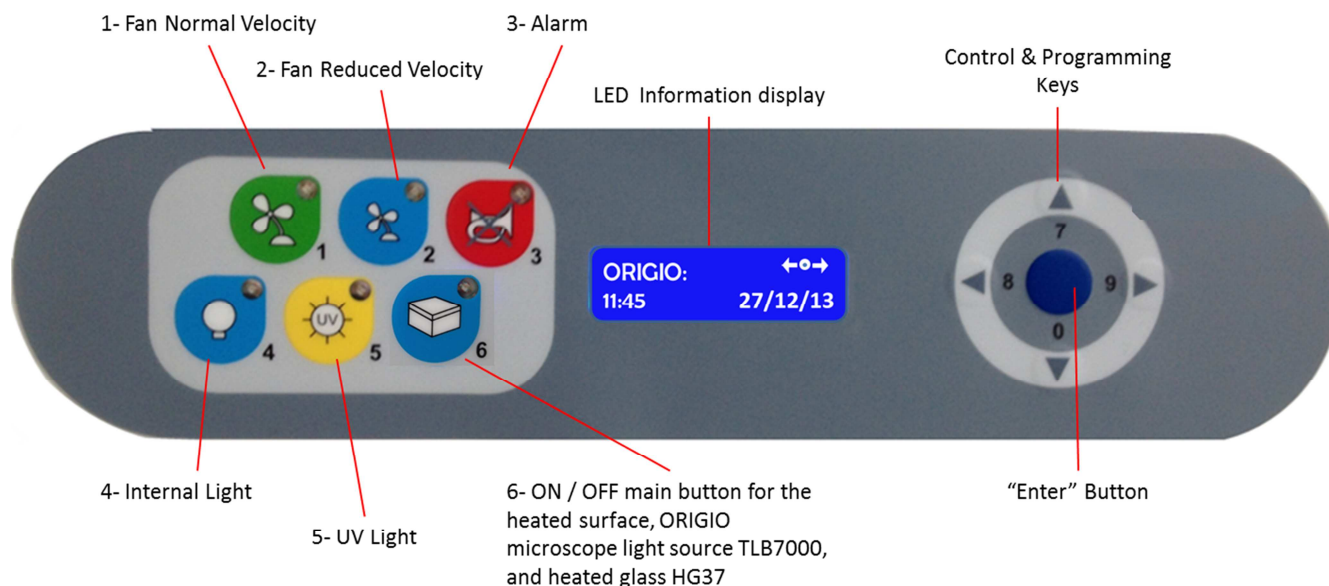 1- Fan Normal Velocity
3- Alarm
2- Fan Reduced Velocity
Control & Programming
Keys
LED Information display
1
2
3
7
8
9
0
ORIGIO:
11:45 27/12/13
4
UV
5
6
4- Internal Light
5- UV Light
6- ON / OFF main button for the
heated surface, ORIGIO
microscope light source TLB7000,
and heated glass HG37
“Enter” Button